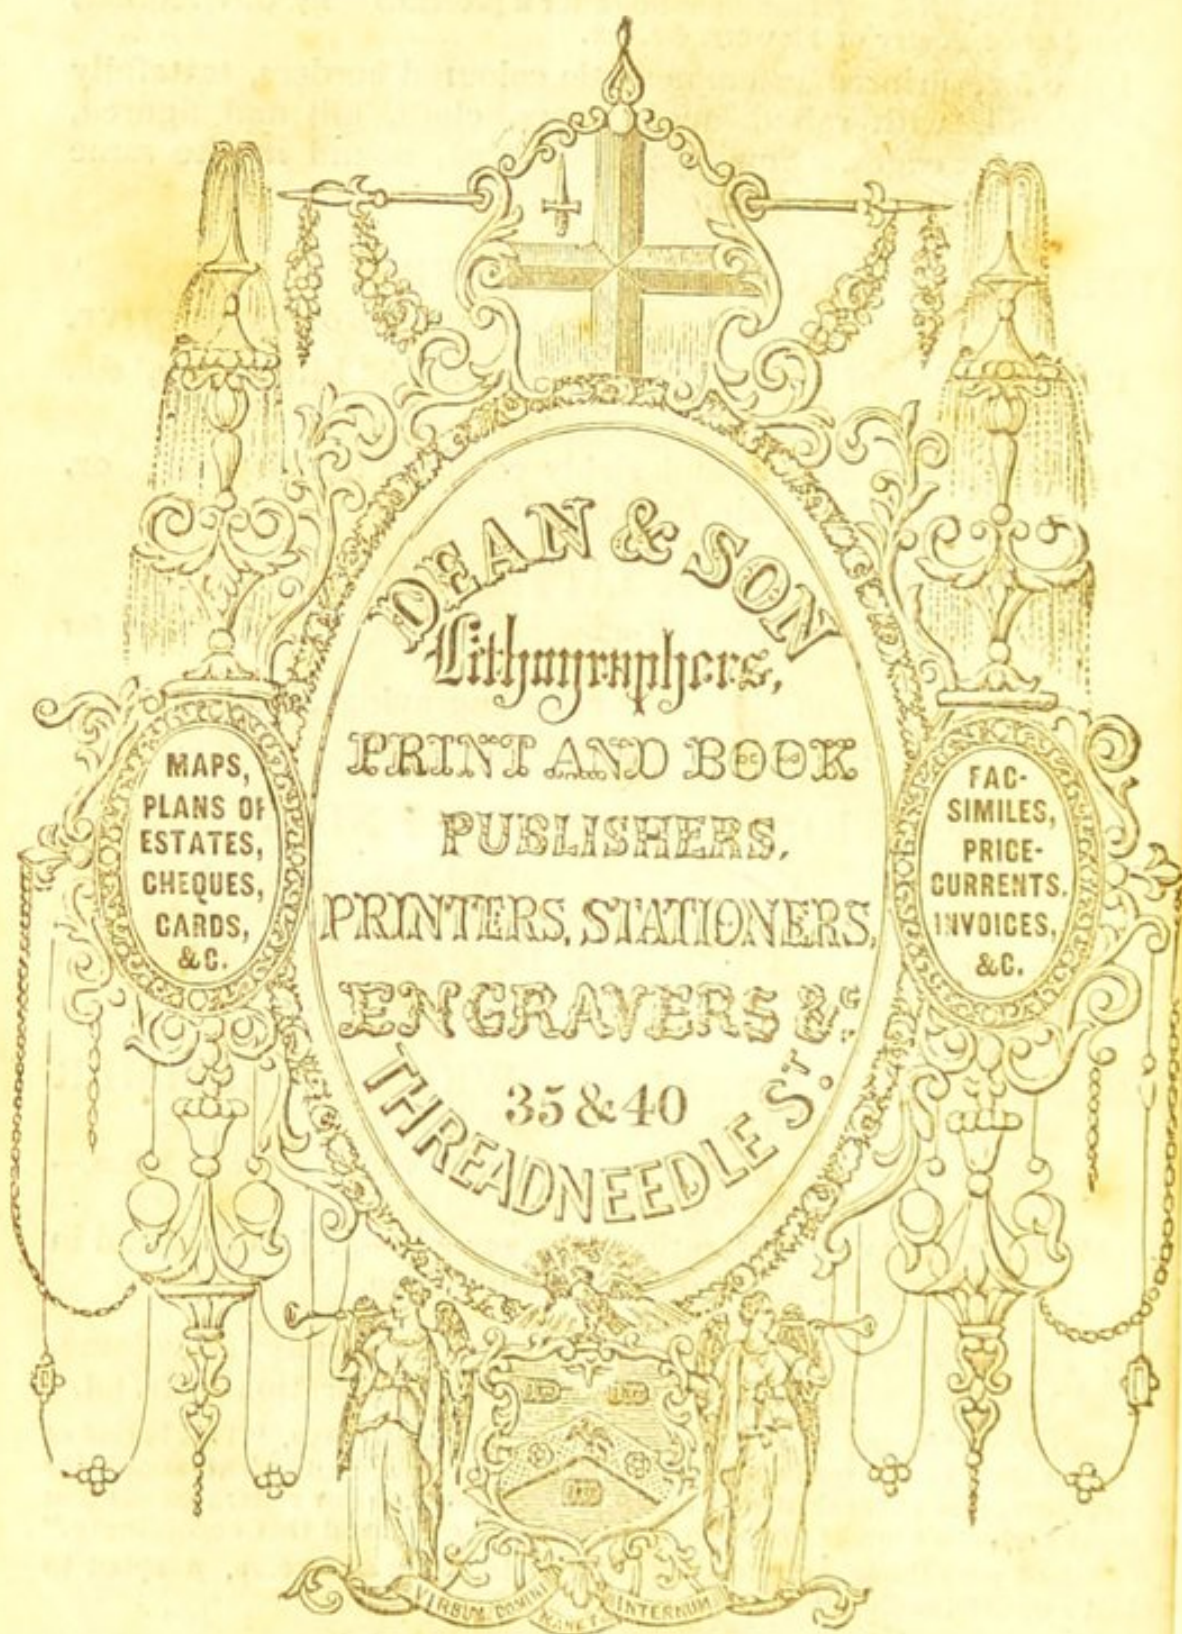 DEAN & SON
Lithographers,
PRINT AND BOOK
PUBLISHERS,
PRINTERS, STATIONERS,
ENGRAVERS &c.
35 & 40
THREADNEEDLE ST.
MAPS,
PLANS OF
ESTATES,
CHEQUES,
CARDS,
&C.
FAC-
SIMILES,
PRICE-
CURRENTS.
INVOICES,
&C.
VERBUM DOMINI
MANET INTERNUM